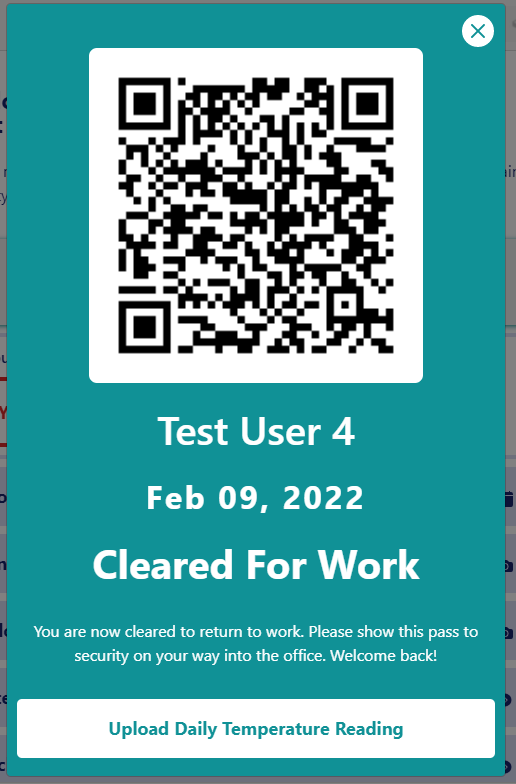 Test User 4
Feb 09, 2022
Cleared For Work
You are now cleared to return to work. Please show this pass to
security on your way into the office. Welcome back!
Upload Daily Temperature Reading